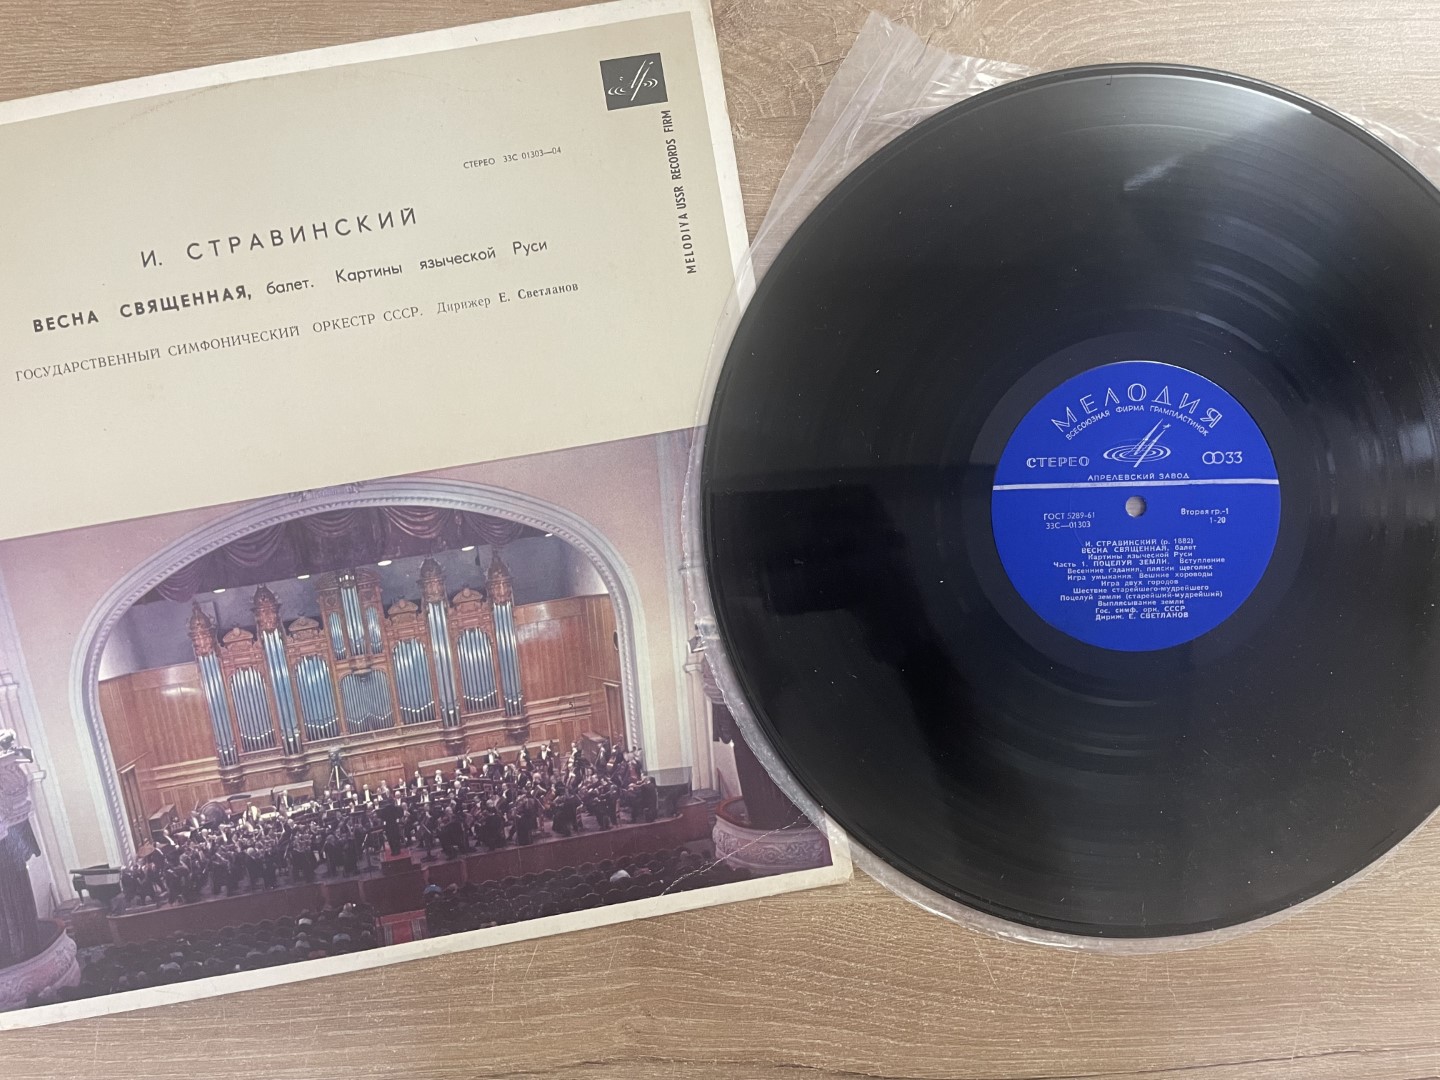 СТЕРЕО 33С 01303—04
И. СТРАВИНСКИЙ
ВЕСНА СВЯЩЕННАЯ, балет. Картины языческой Руси
ГОСУДАРСТВЕННЫЙ СИМФОНИЧЕСКИЙ ОРКЕСТР СССР. Дирижер Е. Светланов
MELODIYA USSR RECORDS FIRM
МЕЛОДИЯ
ВСЕСОЮЗНАЯ ФИРМА ГРАМПЛАСТИНОК
СТЕРЕО
33
АПРЕЛЕВСКИЙ ЗАВОД
ГОСТ 5289-61
33С—01303
Вторая гр.-1
1-20
И. СТРАВИНСКИЙ (р. 1882)
ВЕСНА СВЯЩЕННАЯ, балет
Картины языческой Руси
Часть 1. ПОЦЕЛУЙ ЗЕМЛИ. Вступление
Весенние гадания, пляски щеголих
Игра умыкания. Вешние хороводы
Игра двух городов
Шествие старейшего-мудрейшего
Поцелуй земли (старейший-мудрейший)
Выплясывание земли
Гос. симф. орк. СССР
Дириж. Е. СВЕТЛАНОВ